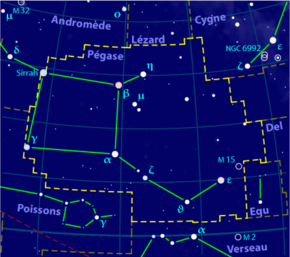 μ
M 32
ο
Cygne
Andromède
Lézard
NGC 6992
ε
δ
Pégase
ζ
Sirrah
η
β
μ
Del
γ
α
M 15
ζ
ε
Poissons
θ
Equ
γ
α
M 2
Verseau